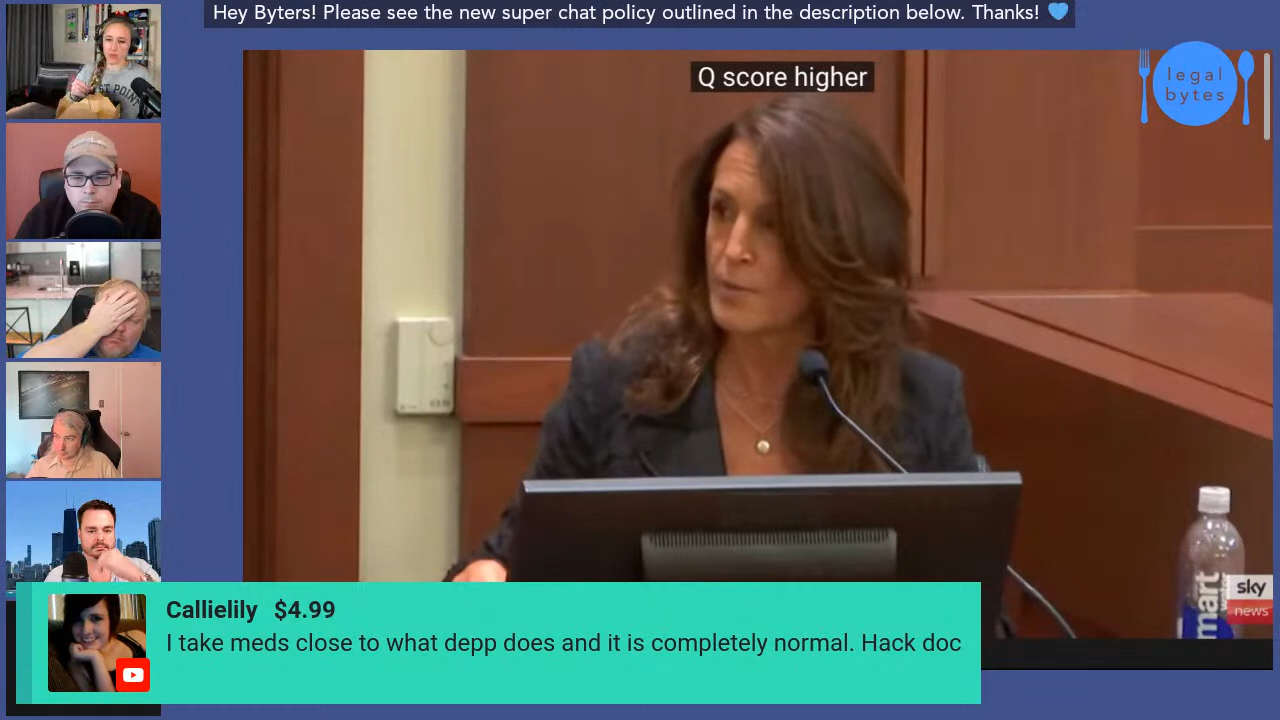 Hey Byters! Please see the new super chat policy outlined in the description below. Thanks! 💙
Q score higher
legal
bytes
sky
news
mart
Callielily $4.99
I take meds close to what depp does and it is completely normal. Hack doc